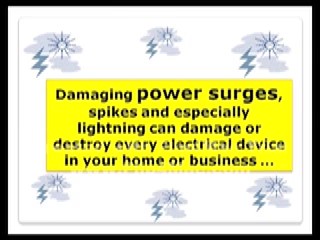 Damaging power surges,
spikes and especially
lightning can damage or
destroy every electrical device
in your home or business ...